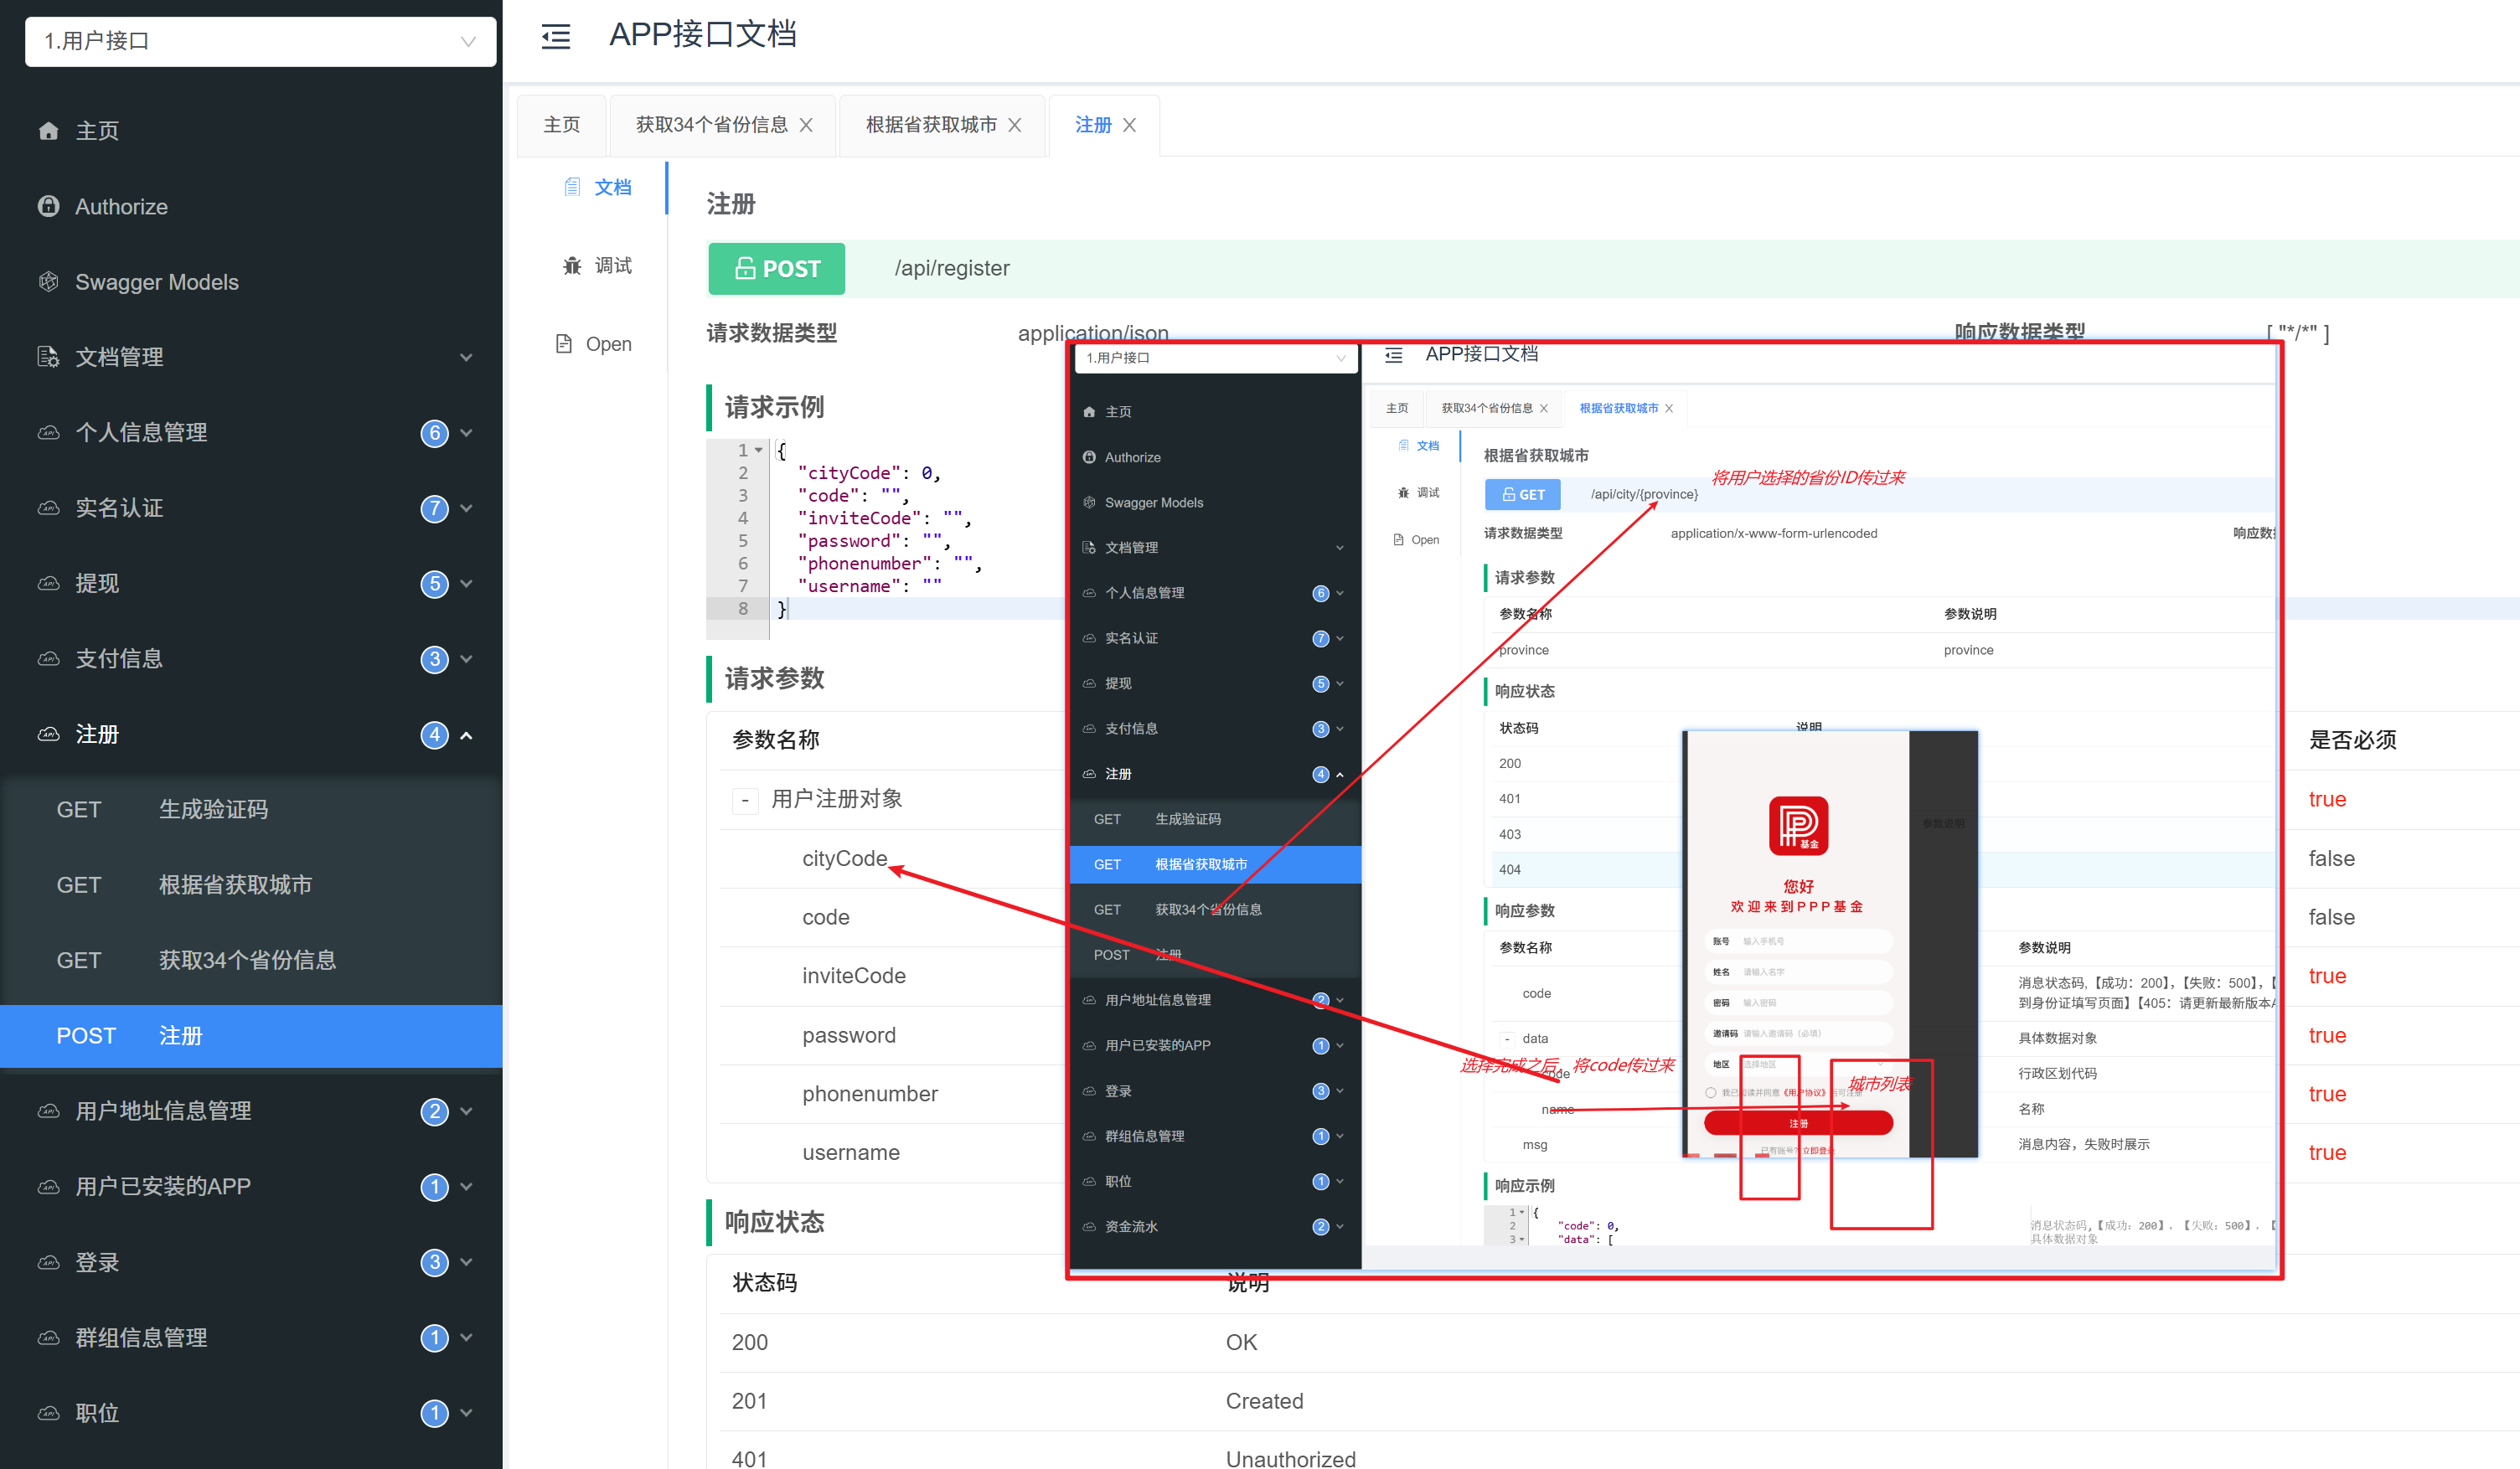 1.用户接口
主页
Authorize
Swagger Models
文档管理
个人信息管理 6
实名认证 7
提现 5
支付信息 3
注册 4
GET 生成验证码
GET 根据省获取城市
GET 获取34个省份信息
POST 注册
用户地址信息管理 2
用户已安装的APP 1
登录 3
群组信息管理 1
职位 1
APP接口文档
主页 获取34个省份信息 根据省获取城市 注册
文档
调试
Open
注册
POST /api/register
请求数据类型 application/json 响应数据类型 [ "*/*" ]
请求示例
1 {
2 "cityCode": 0,
3 "code": "",
4 "inviteCode": "",
5 "password": "",
6 "phonenumber": "",
7 "username": ""
8 }
请求参数
参数名称 是否必须
- 用户注册对象 true
cityCode false
code false
inviteCode true
password true
phonenumber true
username true
响应状态
状态码 说明
200 OK
201 Created
401 Unauthorized
1.用户接口
主页
Authorize
Swagger Models
文档管理
个人信息管理 6
实名认证 7
提现 5
支付信息 3
注册 4
GET 生成验证码
GET 根据省获取城市
GET 获取34个省份信息
POST 注册
用户地址信息管理 2
用户已安装的APP 1
登录 3
群组信息管理 1
职位 1
资金流水 2
APP接口文档
主页 获取34个省份信息 根据省获取城市
文档
调试
Open
根据省获取城市
将用户选择的省份ID传过来
GET /api/city/{province}
请求数据类型 application/x-www-form-urlencoded 响应数
请求参数
参数名称 参数说明
province province
响应状态
状态码 说明
200
401
403
404
响应参数
参数名称 参数说明
code 消息状态码,【成功：200】，【失败：500】，【
到身份证填写页面】【405：请更新最新版本
- data 具体数据对象
code 行政区划代码
name 名称
msg 消息内容，失败时展示
选择完成之后，将code传过来
城市列表
响应示例
1 {
2 "code": 0,
3 "data": [
消息状态码,【成功：200】，【失败：500】，【
具体数据对象
参数说明
基金
您好
欢迎来到PPP基金
账号 输入手机号
姓名 请输入名字
密码 输入密码
邀请码 请输入邀请码（必填）
地区 选择地区
我已阅读并同意《用户协议》后可注册
注册
已有账号？立即登录